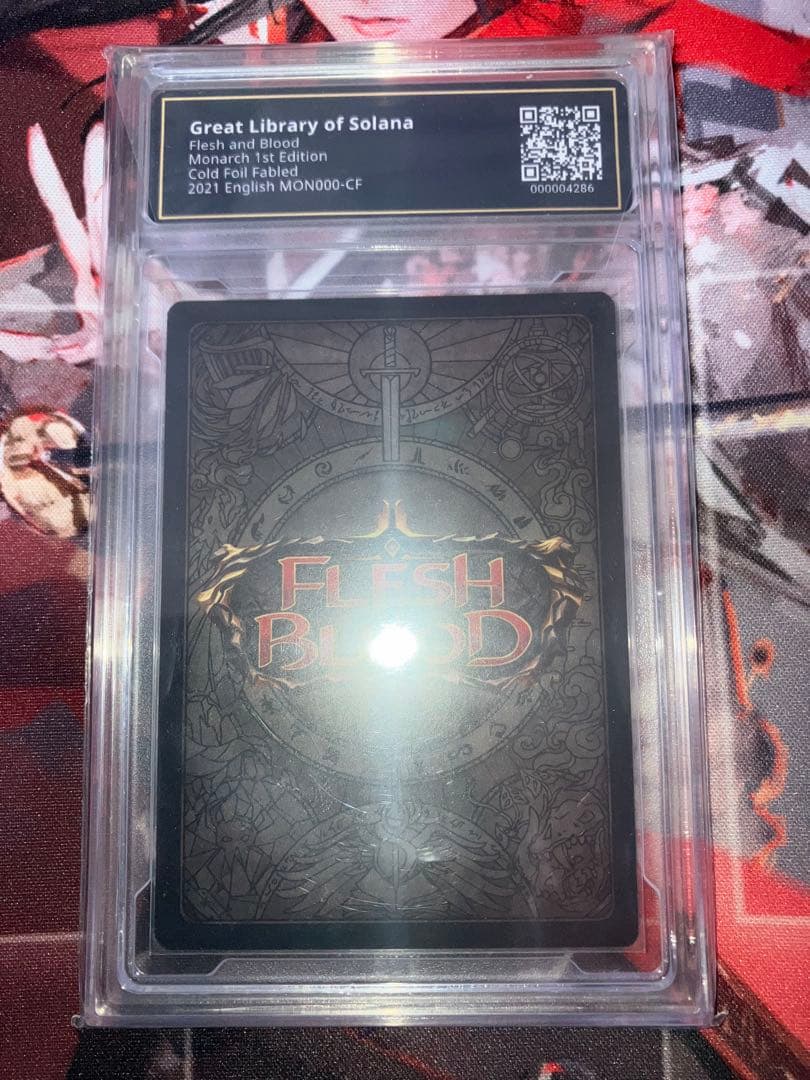 Great Library of Solana
Flesh and Blood
Monarch 1st Edition
Cold Foil Fabled
2021 English MON000-CF
000004286
FLESH
BLOOD